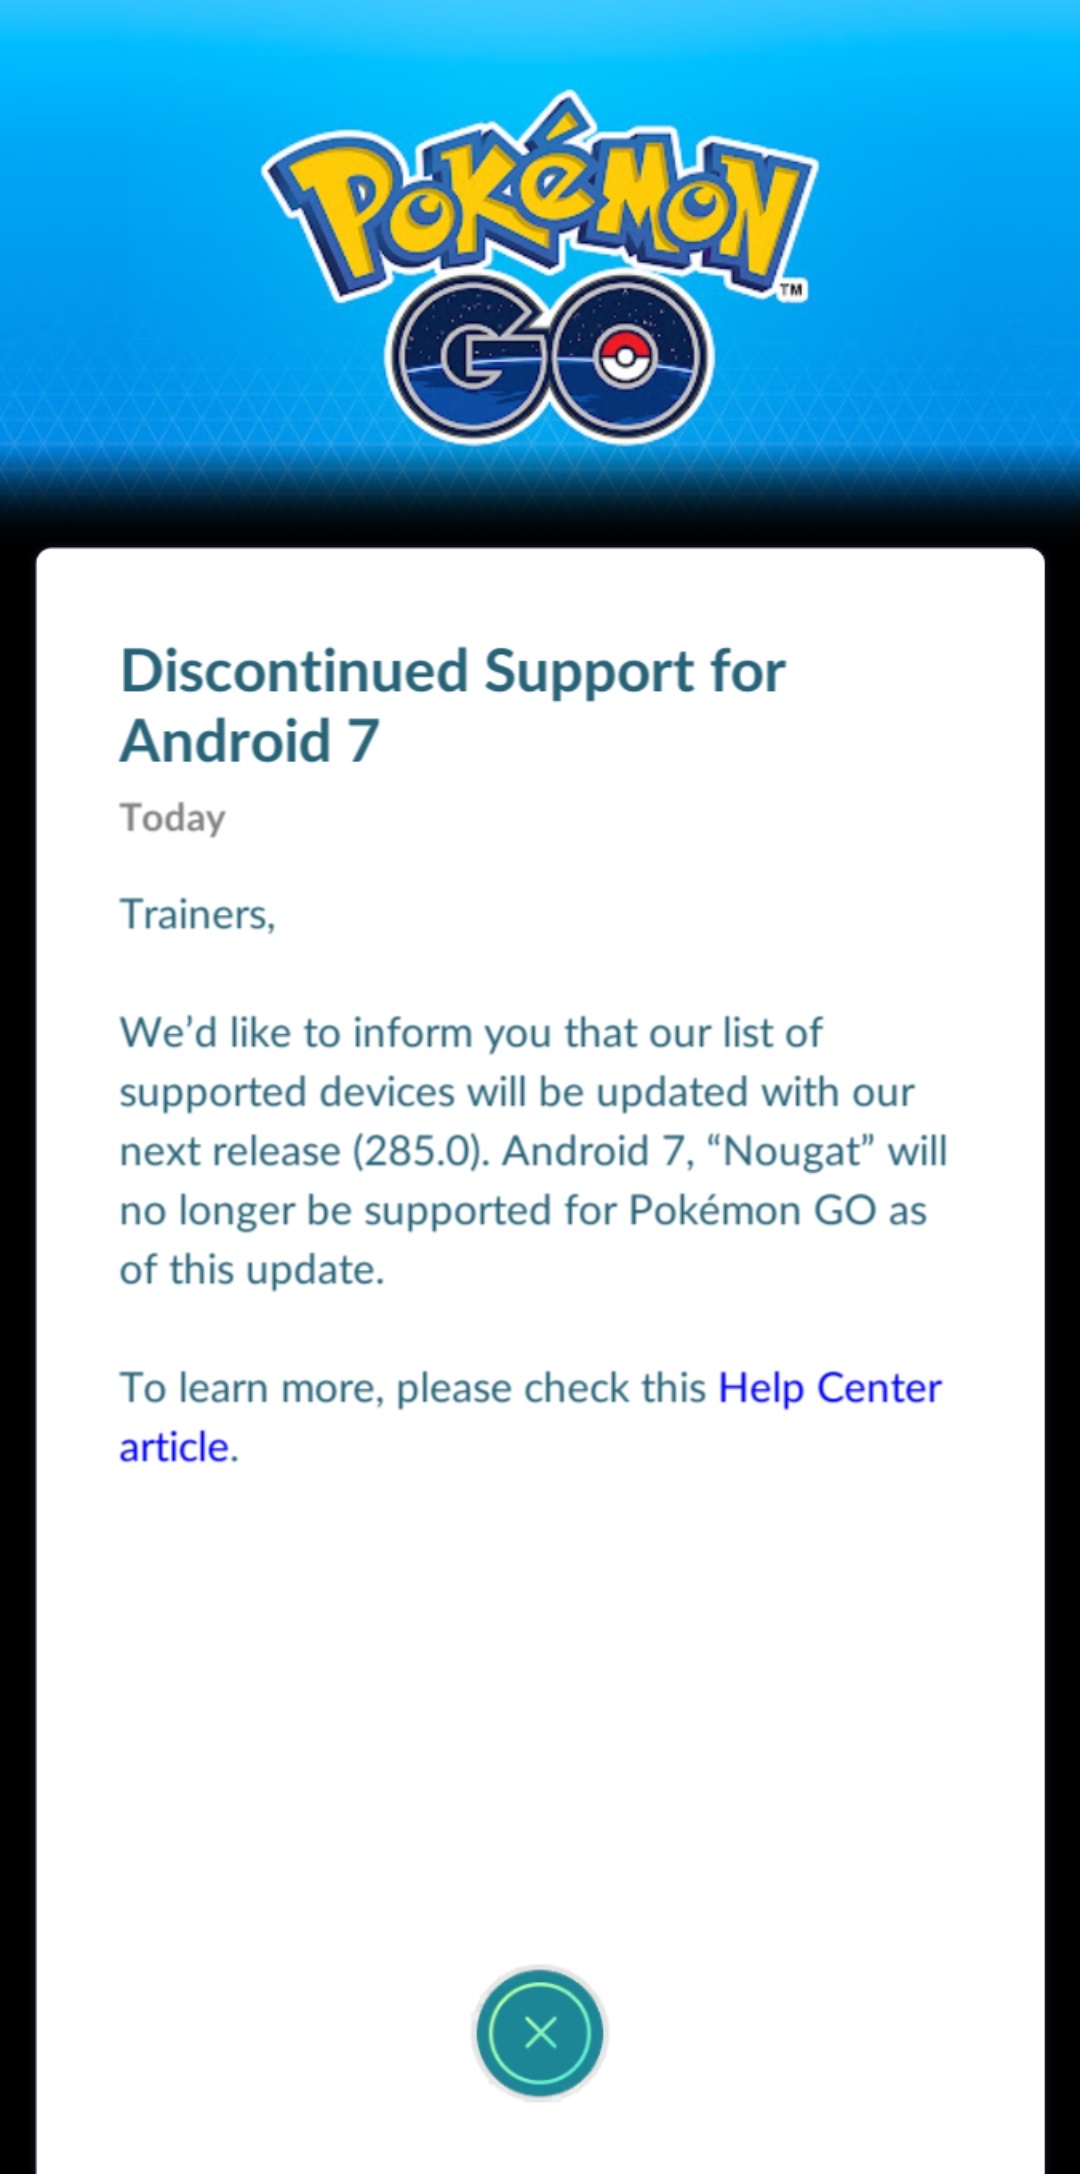 POKéMON
TM
GO
Discontinued Support for
Android 7
Today
Trainers,
We’d like to inform you that our list of
supported devices will be updated with our
next release (285.0). Android 7, “Nougat” will
no longer be supported for Pokémon GO as
of this update.
To learn more, please check this Help Center
article.